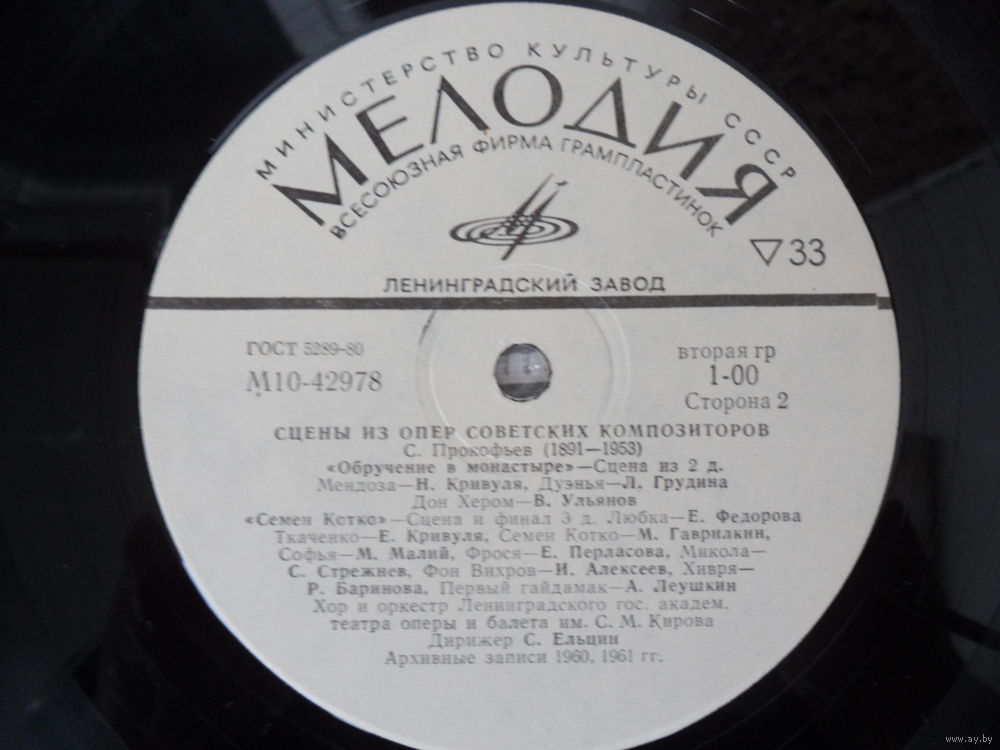 МИНИСТЕРСТВО КУЛЬТУРЫ СССР
МЕЛОДИЯ
ВСЕСОЮЗНАЯ ФИРМА ГРАМПЛАСТИНОК
▽33
ЛЕНИНГРАДСКИЙ ЗАВОД
ГОСТ 5289-80
М10-42978
вторая гр
1-00
Сторона 2
СЦЕНЫ ИЗ ОПЕР СОВЕТСКИХ КОМПОЗИТОРОВ
С. Прокофьев (1891—1953)
«Обручение в монастыре»—Сцена из 2 д.
Мендоза—Н. Кривуля, Дуэнья—Л. Грудина
Дон Хером—В. Ульянов
«Семен Котко»—Сцена и финал 3 д. Любка—Е. Федорова
Ткаченко—Е. Кривуля, Семен Котко—М. Гаврилкин,
Софья—М. Малий, Фрося—Е. Перласова, Микола—
С. Стрежнев, Фон Вихров—И. Алексеев, Хивря—
Р. Баринова, Первый гайдамак—А. Леушкин
Хор и оркестр Ленинградского гос. академ.
театра оперы и балета им. С. М. Кирова
Дирижер С. Ельцин
Архивные записи 1960, 1961 гг.
www.ay.by